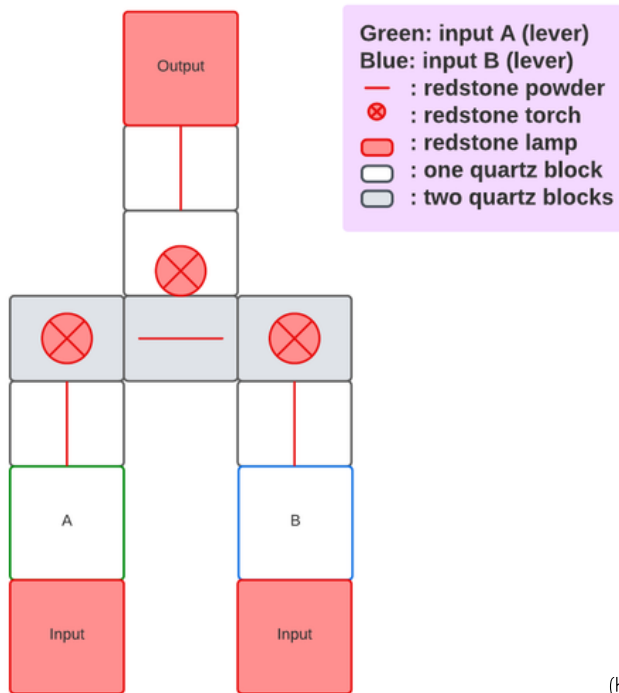 Output
Green: input A (lever)
Blue: input B (lever)
: redstone powder
: redstone torch
: redstone lamp
: one quartz block
: two quartz blocks
A
B
Input
Input